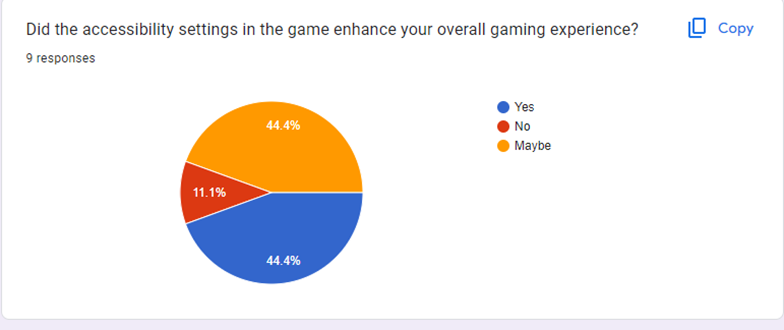 Did the accessibility settings in the game enhance your overall gaming experience?
Copy
9 responses
Yes
No
Maybe
44.4%
11.1%
44.4%